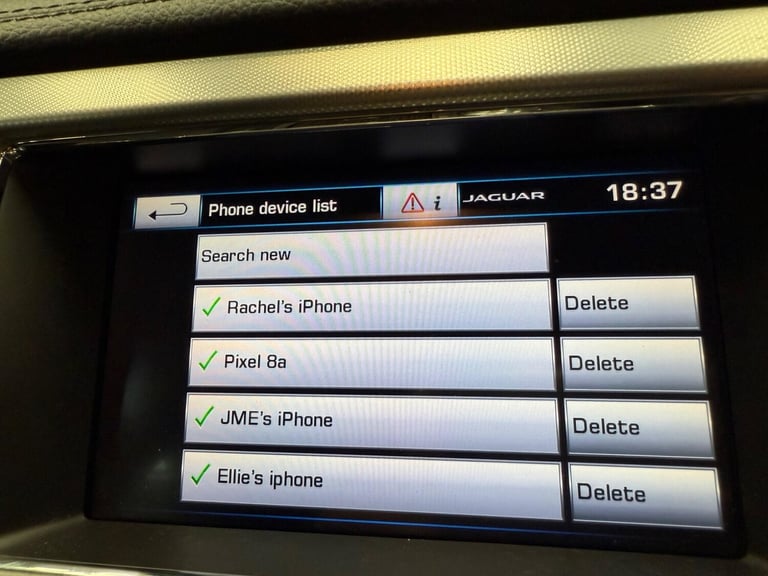 Phone device list i JAGUAR 18:37
Search new
Rachel's iPhone Delete
Pixel 8a Delete
JME's iPhone Delete
Ellie's iphone Delete